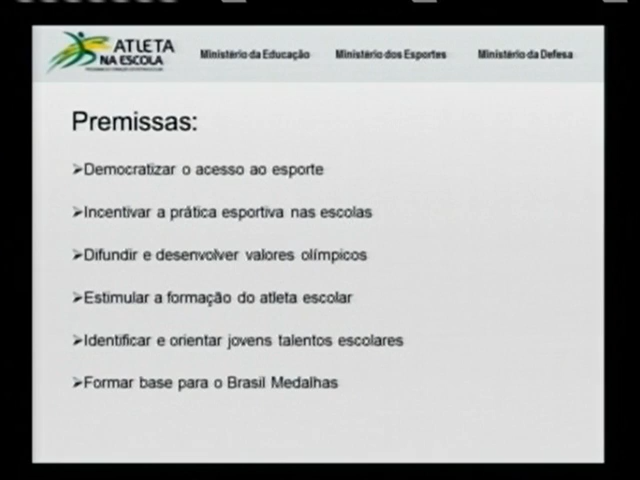 ATLETA
NA ESCOLA
Ministério da Educação
Ministério dos Esportes
Ministério da Defesa
Premissas:
➢Democratizar o acesso ao esporte
➢Incentivar a prática esportiva nas escolas
➢Difundir e desenvolver valores olímpicos
➢Estimular a formação do atleta escolar
➢Identificar e orientar jovens talentos escolares
➢Formar base para o Brasil Medalhas